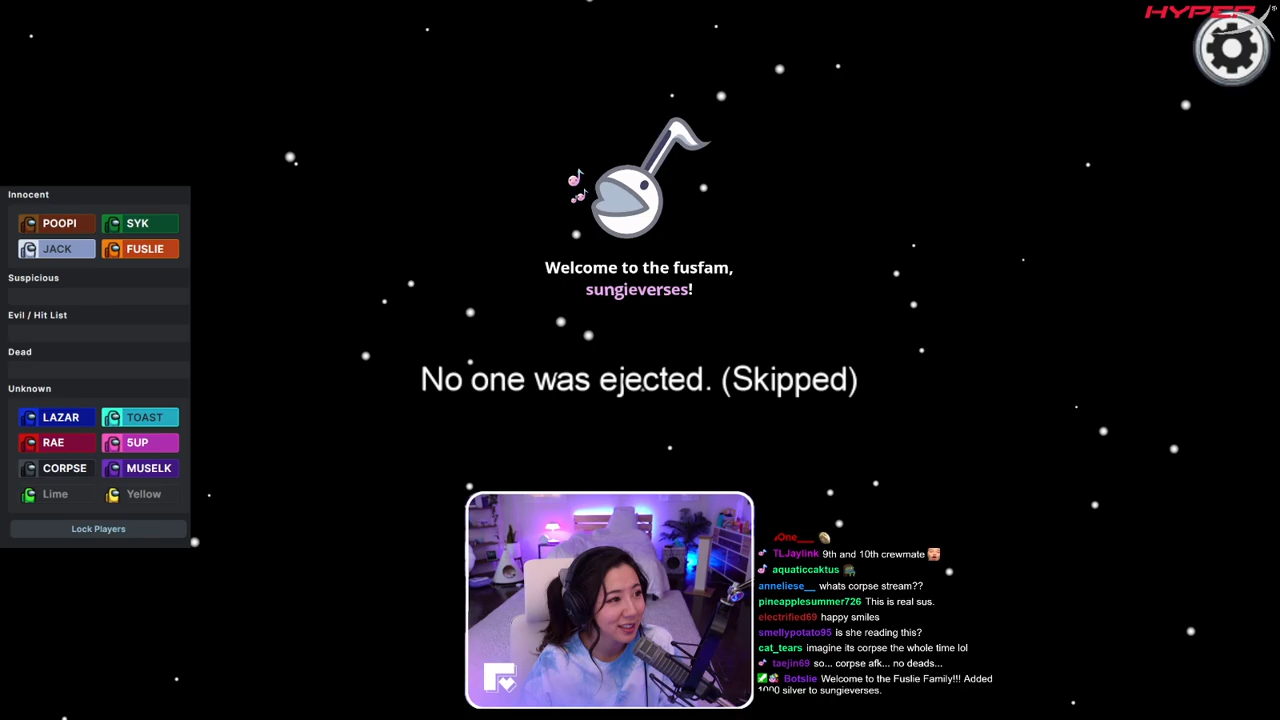 HYPERX
Innocent
POOPI SYK
JACK FUSLIE
Suspicious
Evil / Hit List
Dead
Unknown
LAZAR TOAST
RAE 5UP
CORPSE MUSELK
Lime Yellow
Lock Players
Welcome to the fusfam,
sungieverses!
No one was ejected. (Skipped)
TLJaylink 9th and 10th crewmate
aquaticcaktus
anneliese__ whats corpse stream??
pineapplesummer726 This is real sus.
electrified69 happy smiles
smellypotato95 is she reading this?
cat_tears imagine its corpse the whole time lol
taejin69 so... corpse afk... no deads...
Botslie Welcome to the Fuslie Family!!! Added
1000 silver to sungieverses.